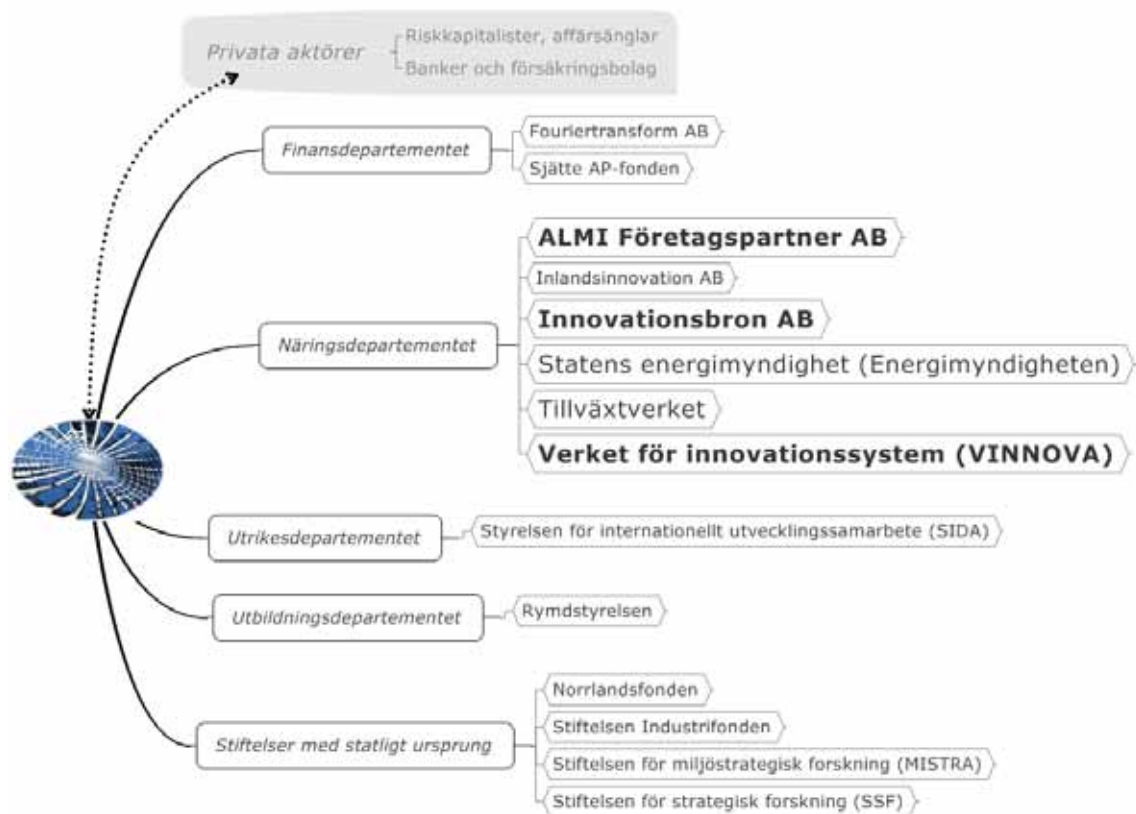 Privata aktörer
Riskkapitalister, affärsänglar
Banker och försäkringsbolag
Finansdepartementet
Fouriertransform AB
Sjätte AP-fonden
Näringsdepartementet
ALMI Företagspartner AB
Inlandsinnovation AB
Innovationsbron AB
Statens energimyndighet (Energimyndigheten)
Tillväxtverket
Verket för innovationssystem (VINNOVA)
Utrikesdepartementet
Styrelsen för internationellt utvecklingssamarbete (SIDA)
Utbildningsdepartementet
Rymdstyrelsen
Stiftelser med statligt ursprung
Norrlandsfonden
Stiftelsen Industrifonden
Stiftelsen för miljöstrategisk forskning (MISTRA)
Stiftelsen för strategisk forskning (SSF)